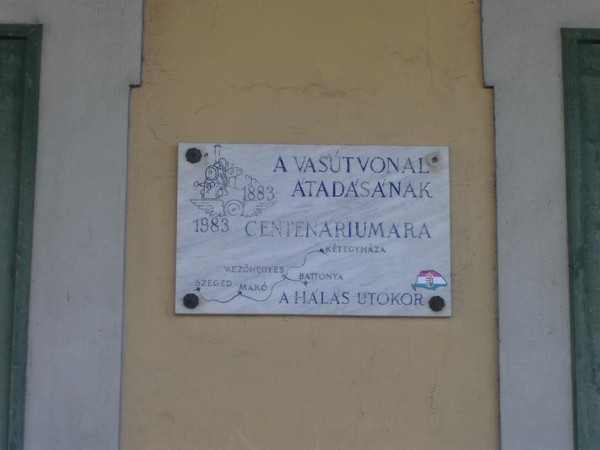 A VASÚTVONAL
1883
ÁTADÁSÁNAK
1983
CENTENÁRIUMÁRA
KÉTEGYHÁZA
MEZŐHEGYES
BATTONYA
SZEGED
MAKÓ
A HÁLÁS UTÓKOR